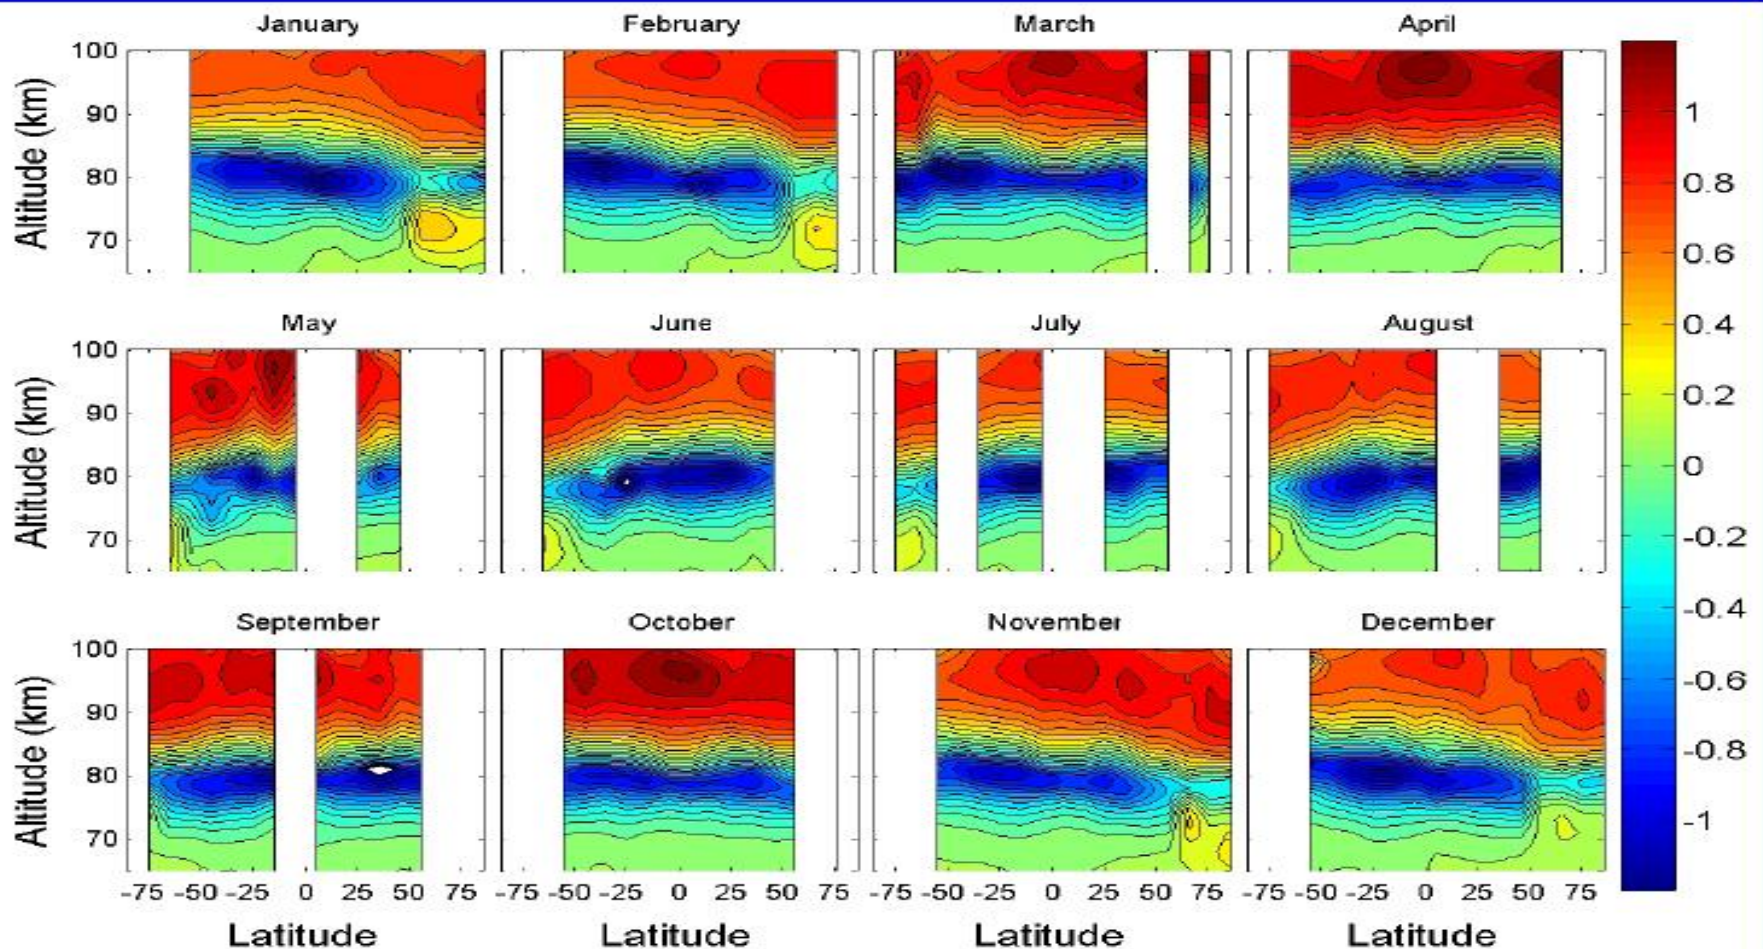 January February March April
100
90
80
70
Altitude (km)
May June July August
100
90
80
70
Altitude (km)
September October November December
100
90
80
70
Altitude (km)
-75 -50 -25 0 25 50 75 -75 -50 -25 0 25 50 75 -75 -50 -25 0 25 50 75 -75 -50 -25 0 25 50 75
Latitude Latitude Latitude Latitude
1
0.8
0.6
0.4
0.2
0
-0.2
-0.4
-0.6
-0.8
-1